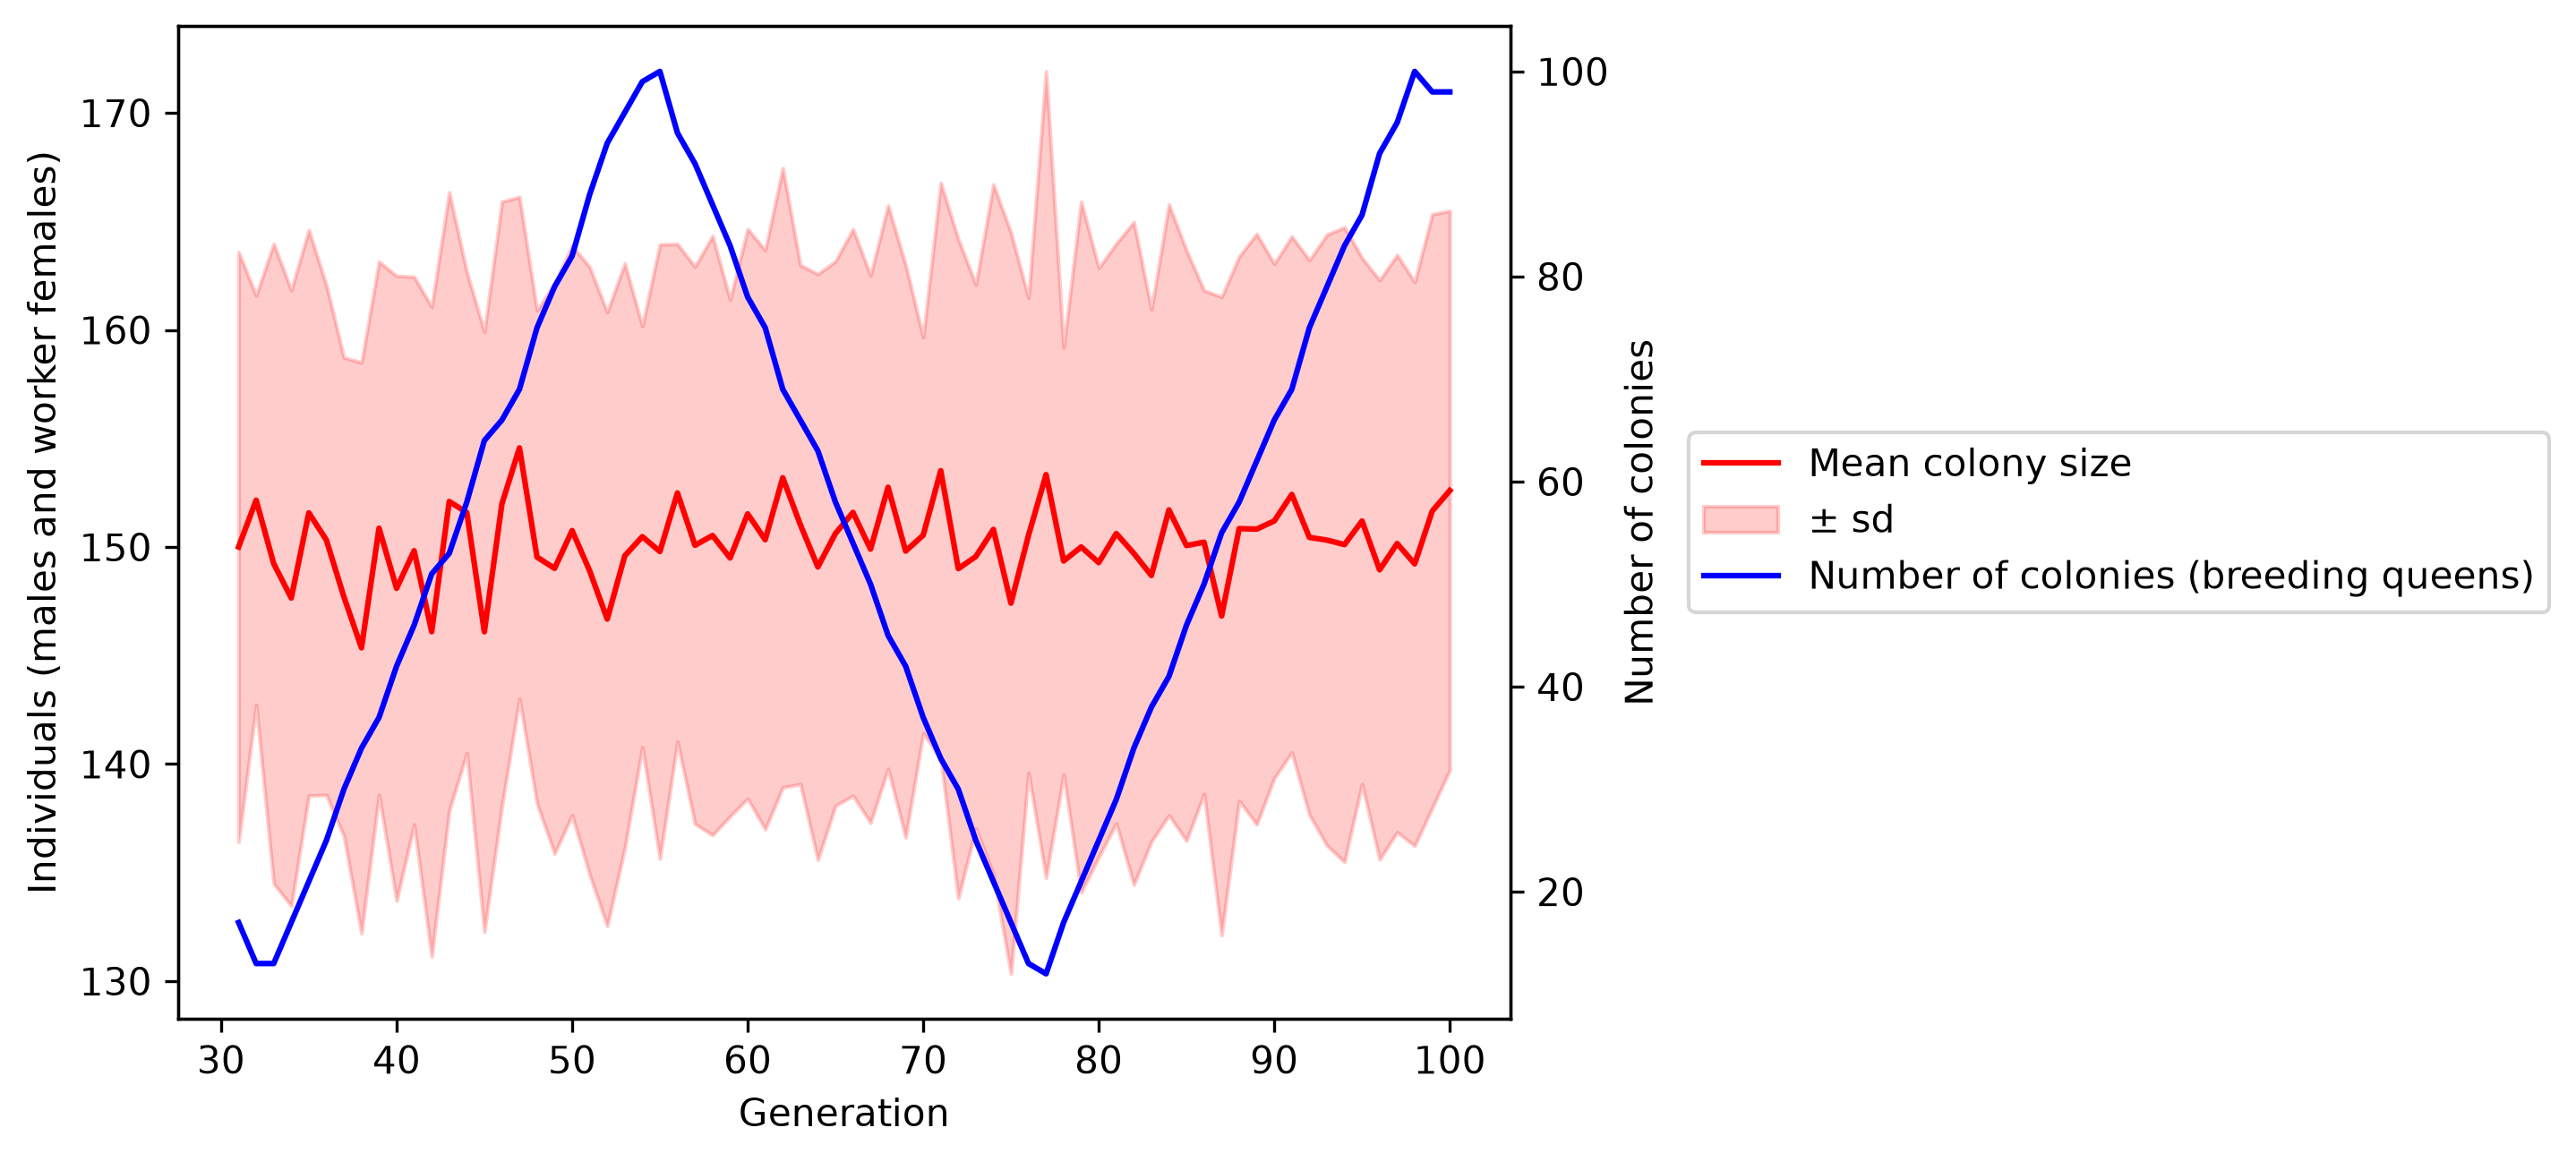 170
160
150
140
130
Individuals (males and worker females)
30 40 50 60 70 80 90 100
Generation
100
80
60
40
20
Number of colonies
Mean colony size
± sd
Number of colonies (breeding queens)